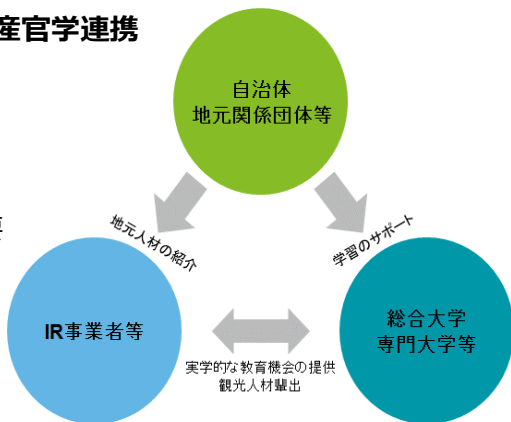 産官学連携
自治体
地元関係団体等
地元人材の紹介
学習のサポート
IR事業者等
総合大学
専門大学等
実学的な教育機会の提供
観光人材輩出